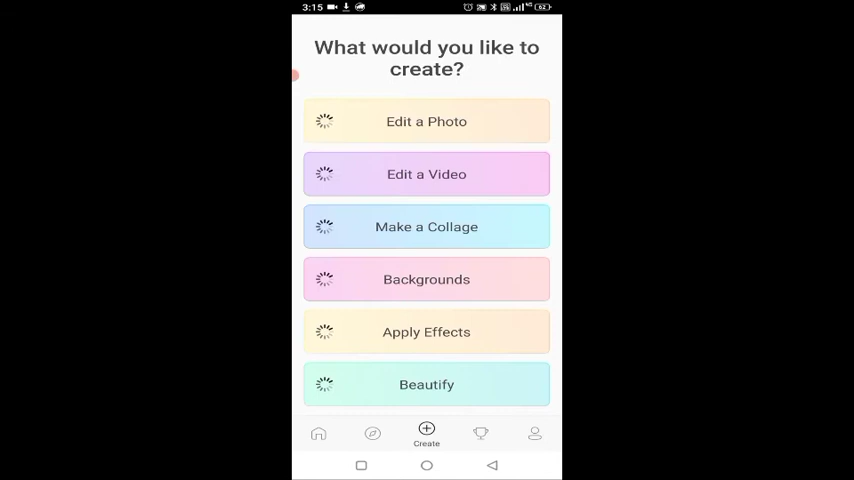 3:15
62
What would you like to
create?
Edit a Photo
Edit a Video
Make a Collage
Backgrounds
Apply Effects
Beautify
Create